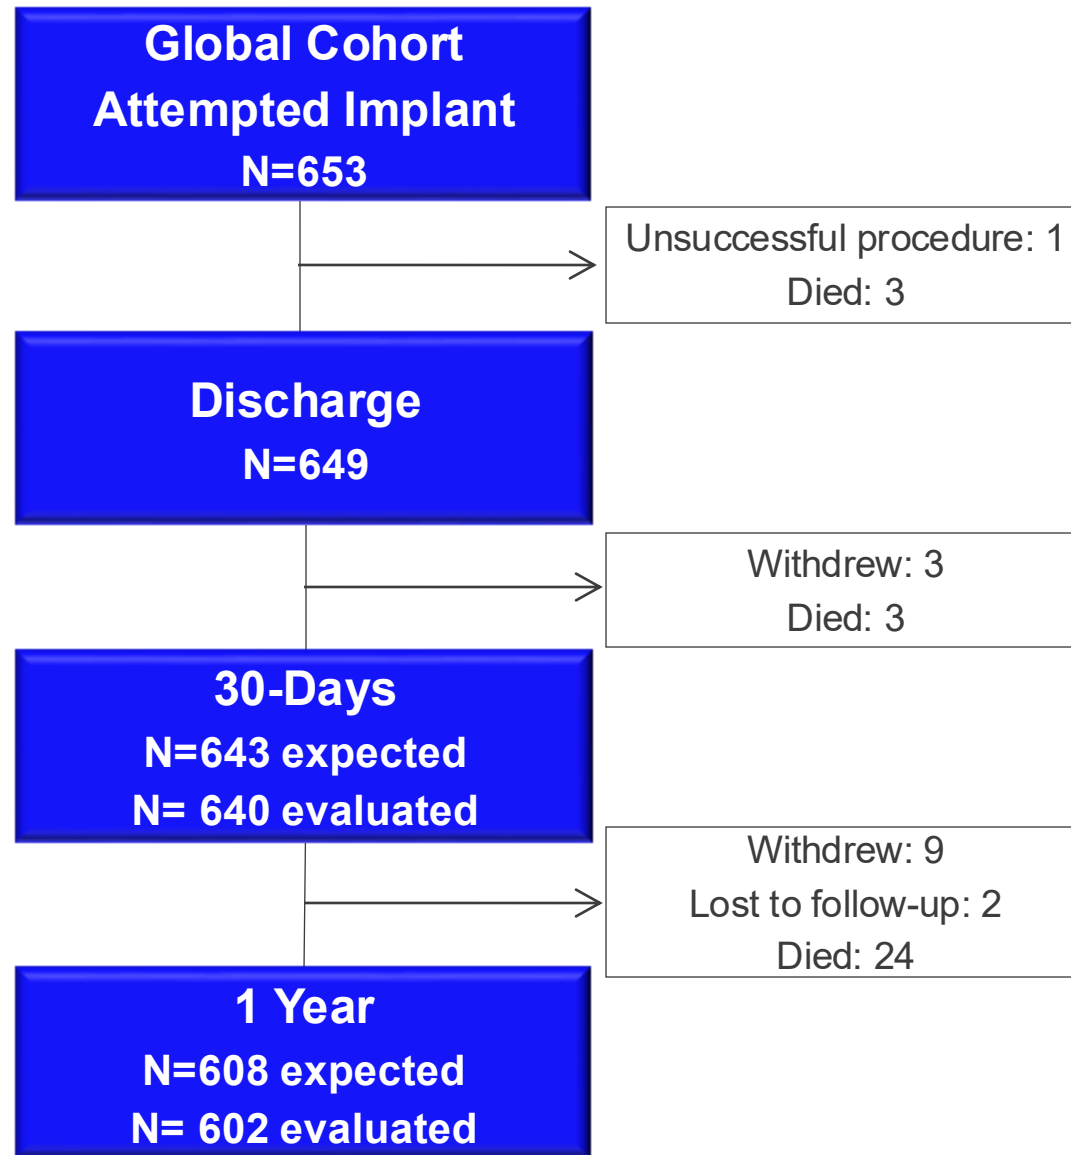 Global Cohort
Attempted Implant
N=653
Unsuccessful procedure: 1
Died: 3
Discharge
N=649
Withdrew: 3
Died: 3
30-Days
N=643 expected
N= 640 evaluated
Withdrew: 9
Lost to follow-up: 2
Died: 24
1 Year
N=608 expected
N= 602 evaluated